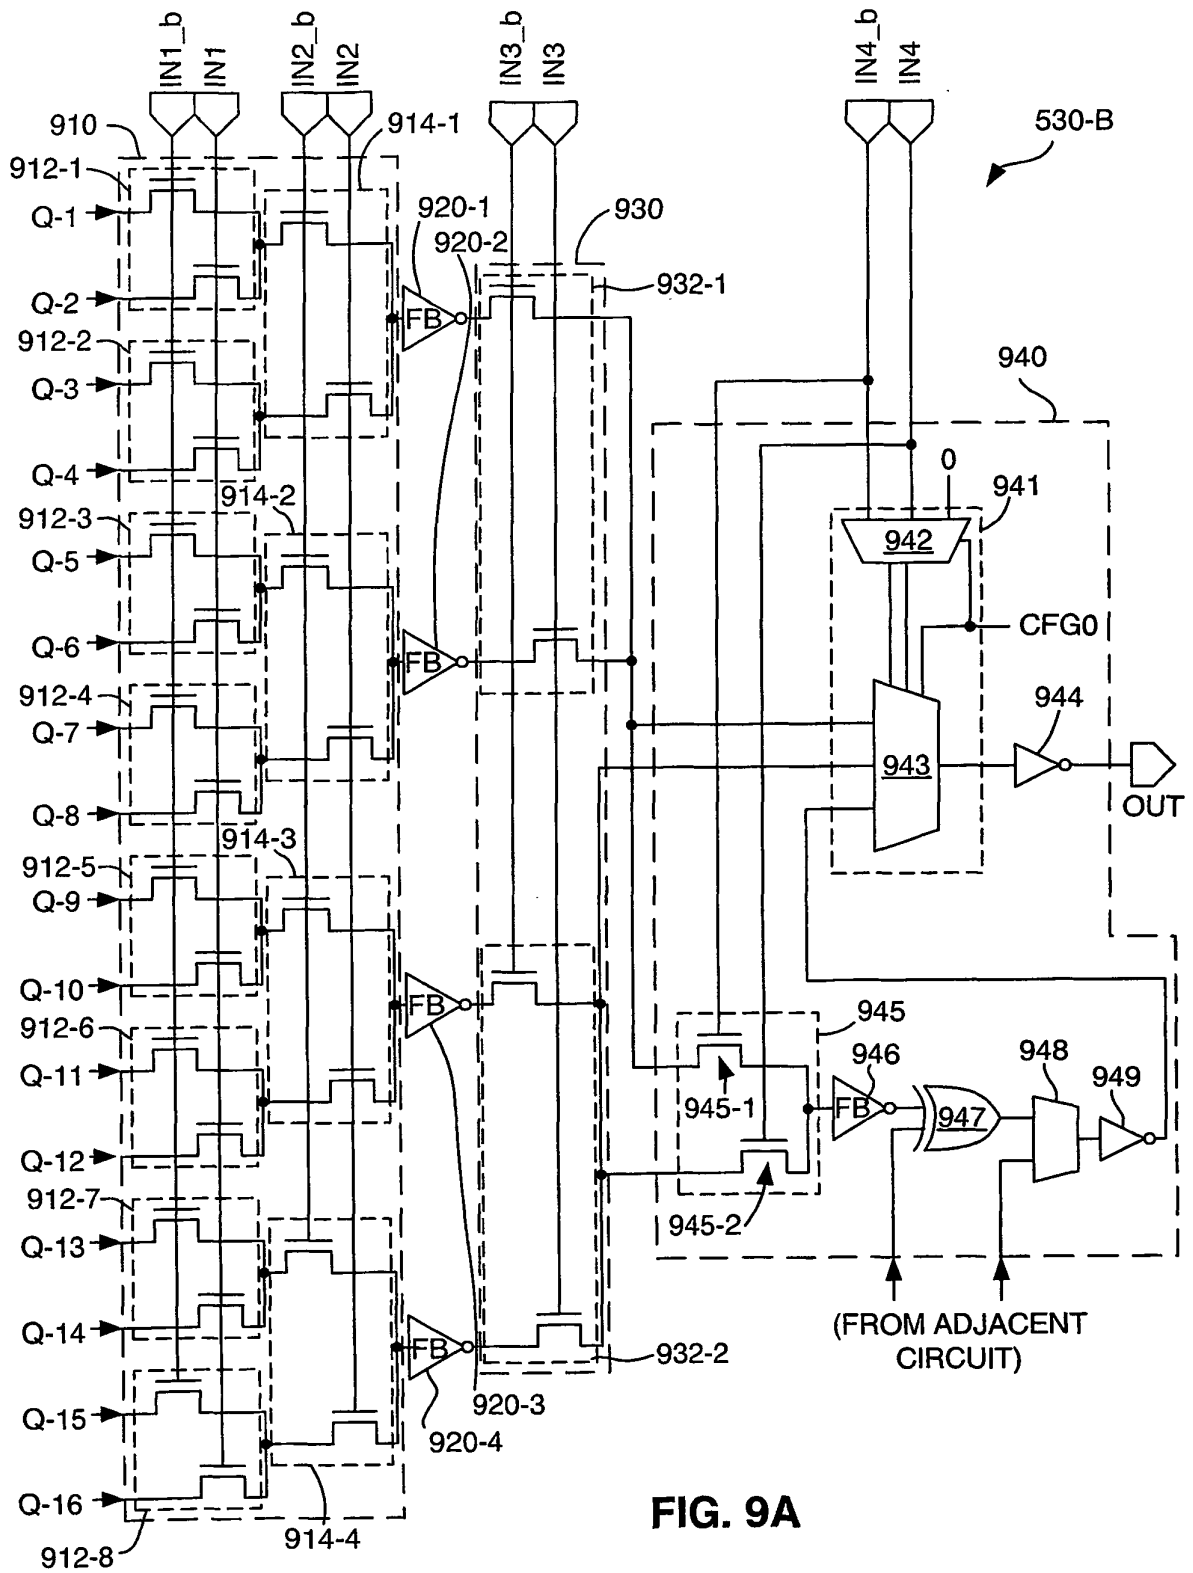 IN1_b
IN1
IN2_b
IN2
IN3_b
IN3
IN4_b
IN4
910
914-1
530-B
912-1
Q-1
920-1
920-2
930
932-1
Q-2
FB
912-2
Q-3
940
Q-4
0
914-2
941
912-3
942
Q-5
CFG0
Q-6
FB
912-4
944
Q-7
943
OUT
Q-8
914-3
912-5
Q-9
Q-10
FB
945
912-6
946
948
949
Q-11
945-1
FB
947
Q-12
912-7
945-2
Q-13
Q-14
(FROM ADJACENT
CIRCUIT)
FB
932-2
Q-15
920-3
920-4
Q-16
914-4
912-8
FIG. 9A